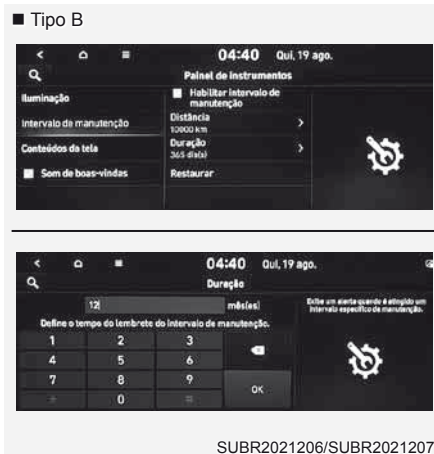 ■ Tipo B
04:40 Qui, 19 ago.
Painel de instrumentos
Iluminação
Intervalo de manutenção
Conteúdos da tela
Som de boas-vindas
Habilitar intervalo de
manutenção
Distância
10000 km
Duração
365 dia(s)
Restaurar
04:40 Qui, 19 ago.
Duração
12 mês(es)
Define o tempo do lembrete do intervalo de manutenção.
1 2 3
4 5 6
7 8 9
0
OK
Exibe um alerta quando é atingido um
intervalo específico de manutenção.
SUBR2021206/SUBR2021207